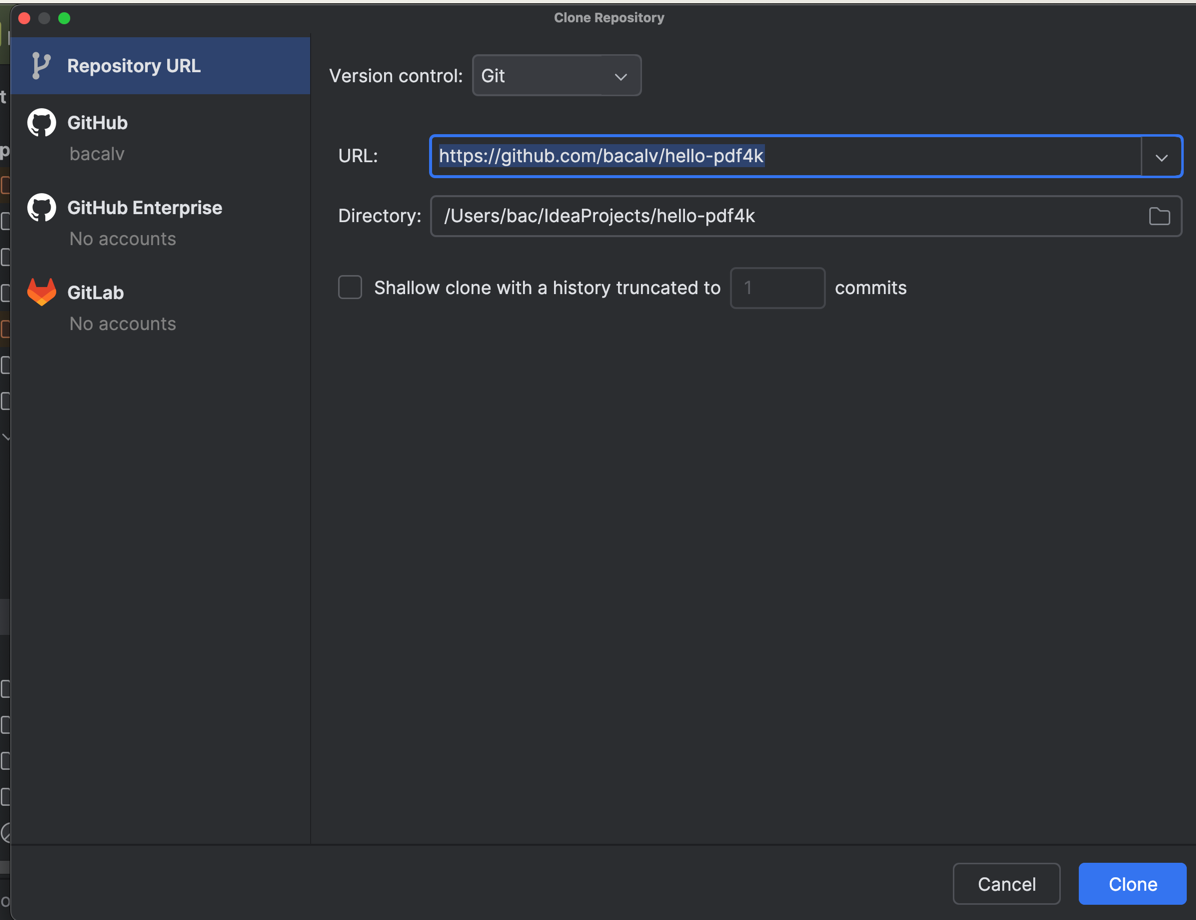 Clone Repository
Repository URL
GitHub
bacalv
GitHub Enterprise
No accounts
GitLab
No accounts
Version control: Git
URL: https://github.com/bacalv/hello-pdf4k
Directory: /Users/bac/IdeaProjects/hello-pdf4k
Shallow clone with a history truncated to 1 commits
Cancel Clone